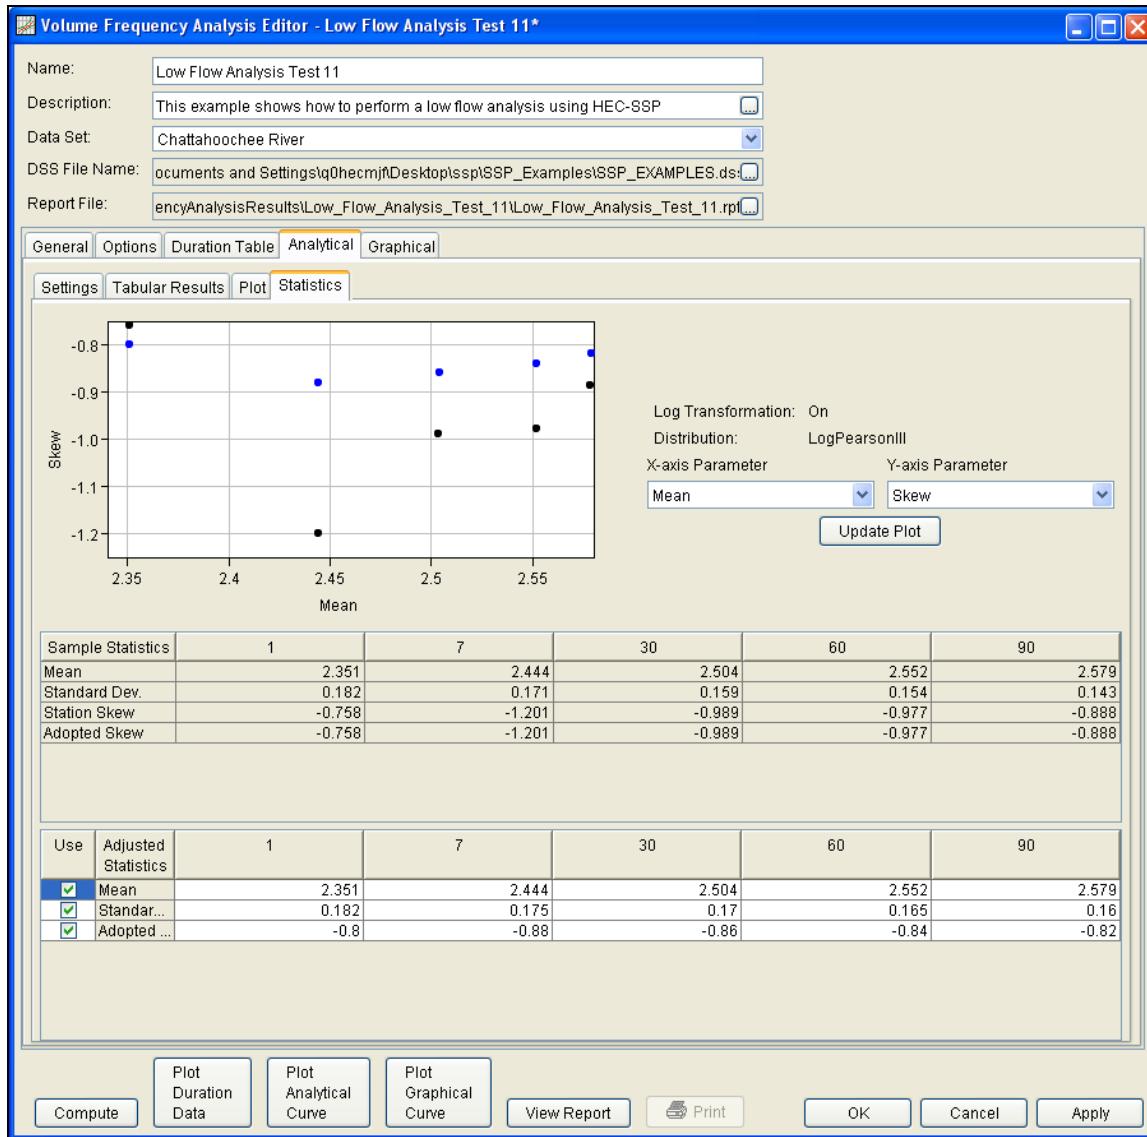 Volume Frequency Analysis Editor - Low Flow Analysis Test 11*
Name: Low Flow Analysis Test 11
Description: This example shows how to perform a low flow analysis using HEC-SSP ...
Data Set: Chattahoochee River
DSS File Name: ocuments and Settings\q0hecmjf\Desktop\ssp\SSP_Examples\SSP_EXAMPLES.ds ...
Report File: encyAnalysisResults\Low_Flow_Analysis_Test_11\Low_Flow_Analysis_Test_11.rpt ...
General Options Duration Table Analytical Graphical
Settings Tabular Results Plot Statistics
-0.8
-0.9
-1.0
-1.1
-1.2
Skew
2.35 2.4 2.45 2.5 2.55
Mean
Log Transformation: On
Distribution: LogPearsonIII
X-axis Parameter Y-axis Parameter
Mean Skew
Update Plot
Sample Statistics 1 7 30 60 90
Mean 2.351 2.444 2.504 2.552 2.579
Standard Dev. 0.182 0.171 0.159 0.154 0.143
Station Skew -0.758 -1.201 -0.989 -0.977 -0.888
Adopted Skew -0.758 -1.201 -0.989 -0.977 -0.888
Use Adjusted 1 7 30 60 90
Statistics
Mean 2.351 2.444 2.504 2.552 2.579
Standar... 0.182 0.175 0.17 0.165 0.16
Adopted ... -0.8 -0.88 -0.86 -0.84 -0.82
Compute
Plot
Duration
Data
Plot
Analytical
Curve
Plot
Graphical
Curve
View Report
Print
OK
Cancel
Apply